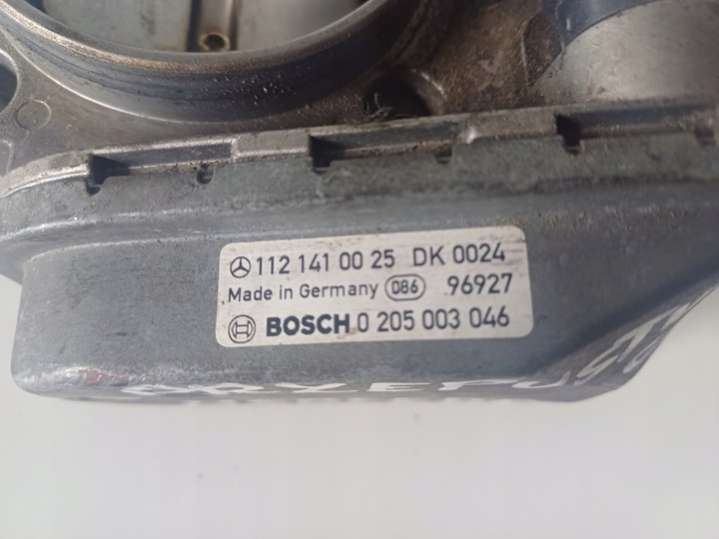 112 141 00 25 DK 0024
Made in Germany 086 96927
BOSCH 0 205 003 046